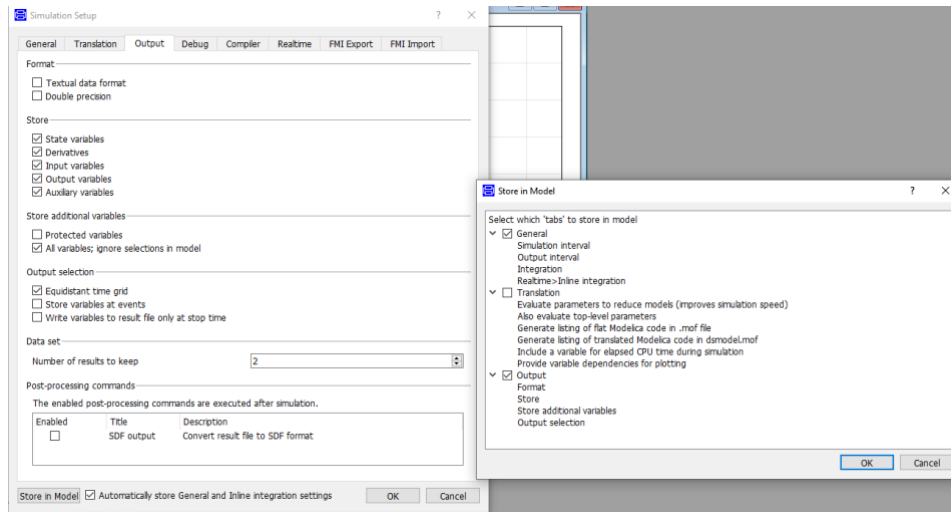 Simulation Setup
General Translation Output Debug Compiler Realtime FMI Export FMI Import
Format
Textual data format
Double precision
Store
State variables
Derivatives
Input variables
Output variables
Auxiliary variables
Store additional variables
Protected variables
All variables; ignore selections in model
Output selection
Equidistant time grid
Store variables at events
Write variables to result file only at stop time
Data set
Number of results to keep 2
Post-processing commands
The enabled post-processing commands are executed after simulation.
Enabled Title Description
SDF output Convert result file to SDF format
Store in Model Automatically store General and Inline integration settings OK Cancel
Store in Model
Select which 'tabs' to store in model
General
Simulation interval
Output interval
Integration
Realtime>Inline integration
Translation
Evaluate parameters to reduce models (improves simulation speed)
Also evaluate top-level parameters
Generate listing of flat Modelica code in .mof file
Generate listing of translated Modelica code in dsmodel.mof
Include a variable for elapsed CPU time during simulation
Provide variable dependencies for plotting
Output
Format
Store
Store additional variables
Output selection
OK Cancel